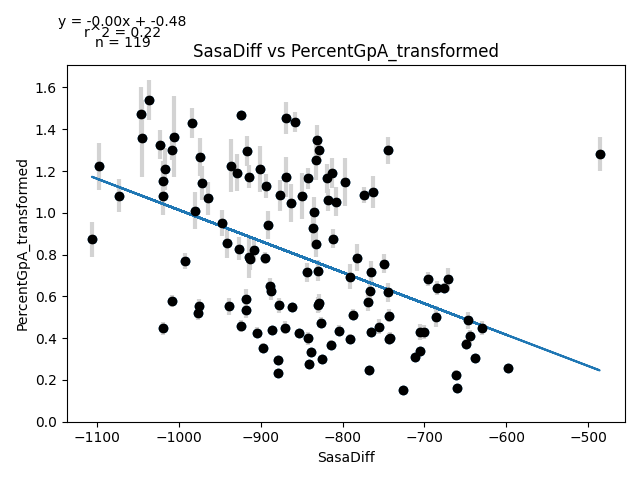 y = -0.00x + -0.48
r^2 = 0.22
n = 119
SasaDiff vs PercentGpA_transformed
PercentGpA_transformed
1.6
1.4
1.2
1.0
0.8
0.6
0.4
0.2
0.0
−1100 −1000 −900 −800 −700 −600 −500
SasaDiff